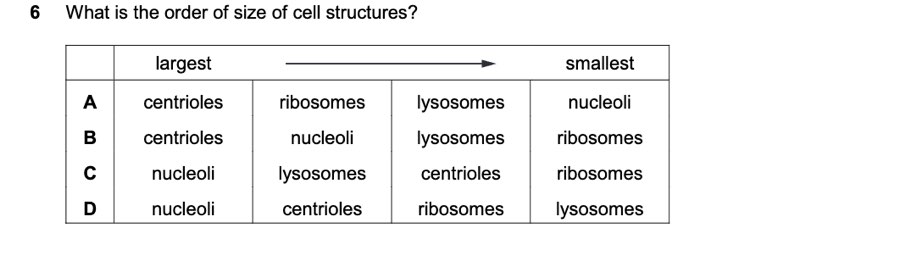 6 What is the order of size of cell structures?
largest smallest
A centrioles ribosomes lysosomes nucleoli
B centrioles nucleoli lysosomes ribosomes
C nucleoli lysosomes centrioles ribosomes
D nucleoli centrioles ribosomes lysosomes